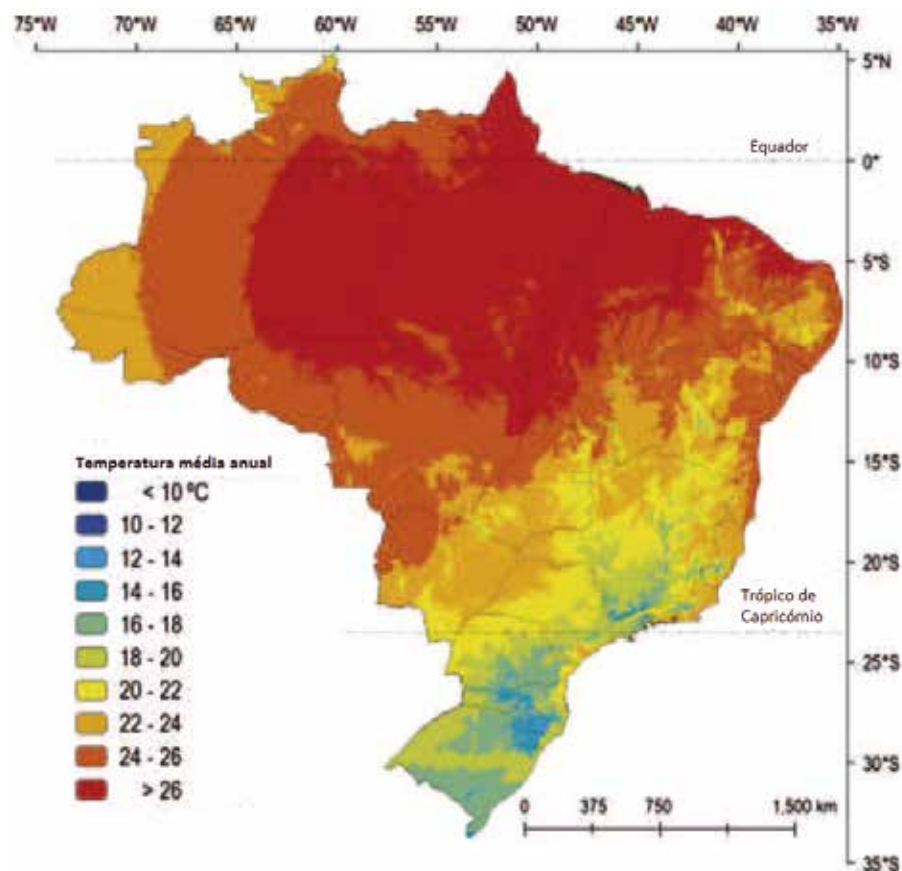 75°W 70°W 65°W 60°W 55°W 50°W 45°W 40°W 35°W
5°N
Equador
0°
5°S
10°S
15°S
20°S
Trópico de
Capricórnio
25°S
30°S
35°S
Temperatura média anual
< 10 ºC
10 - 12
12 - 14
14 - 16
16 - 18
18 - 20
20 - 22
22 - 24
24 - 26
> 26
0 375 750 1,500 km